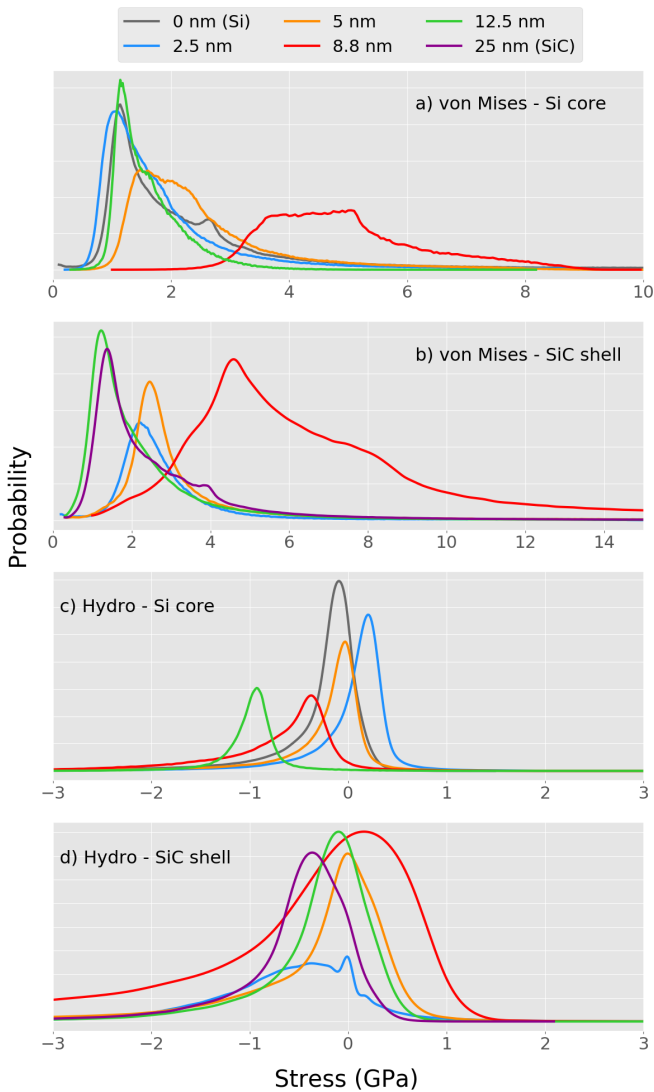 0 nm (Si) 5 nm 12.5 nm
2.5 nm 8.8 nm 25 nm (SiC)
a) von Mises - Si core
0 2 4 6 8 10
b) von Mises - SiC shell
0 2 4 6 8 10 12 14
Probability
c) Hydro - Si core
−3 −2 −1 0 1 2 3
d) Hydro - SiC shell
−3 −2 −1 0 1 2 3
Stress (GPa)